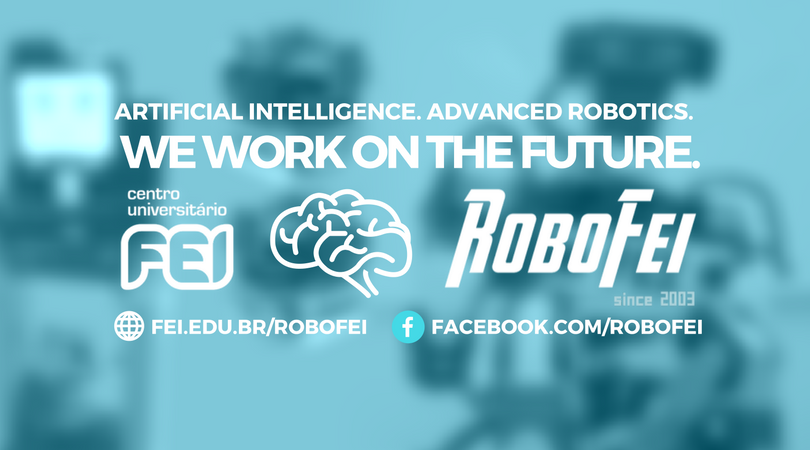 ARTIFICIAL INTELLIGENCE. ADVANCED ROBOTICS.
WE WORK ON THE FUTURE.
centro
universitário
FEI
ROBOFEI
since 2003
FEI.EDU.BR/ROBOFEI
FACEBOOK.COM/ROBOFEI